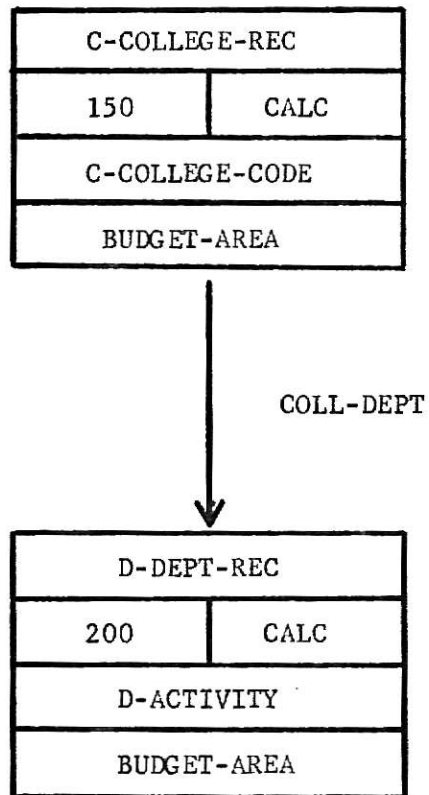 C-COLLEGE-REC
150 CALC
C-COLLEGE-CODE
BUDGET-AREA
COLL-DEPT
D-DEPT-REC
200 CALC
D-ACTIVITY
BUDGET-AREA